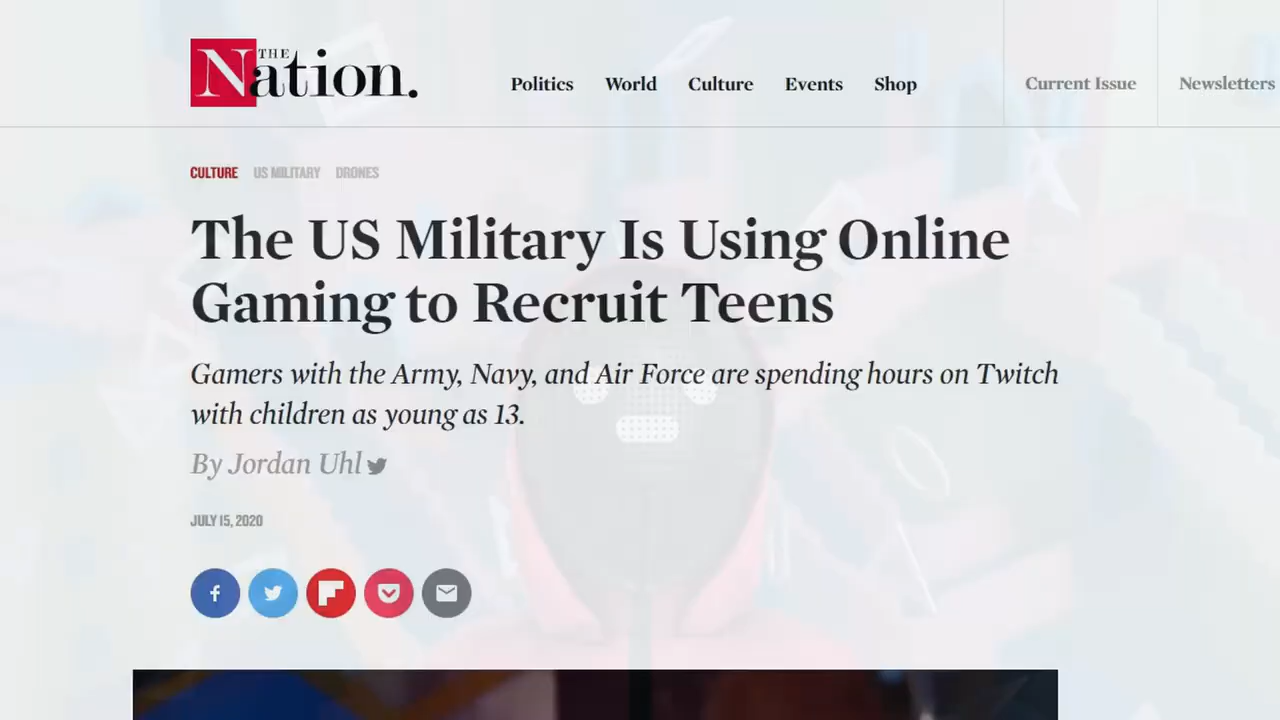 THE
Nation.
Politics World Culture Events Shop Current Issue Newsletters
CULTURE US MILITARY DRONES
The US Military Is Using Online
Gaming to Recruit Teens
Gamers with the Army, Navy, and Air Force are spending hours on Twitch
with children as young as 13.
By Jordan Uhl
JULY 15, 2020